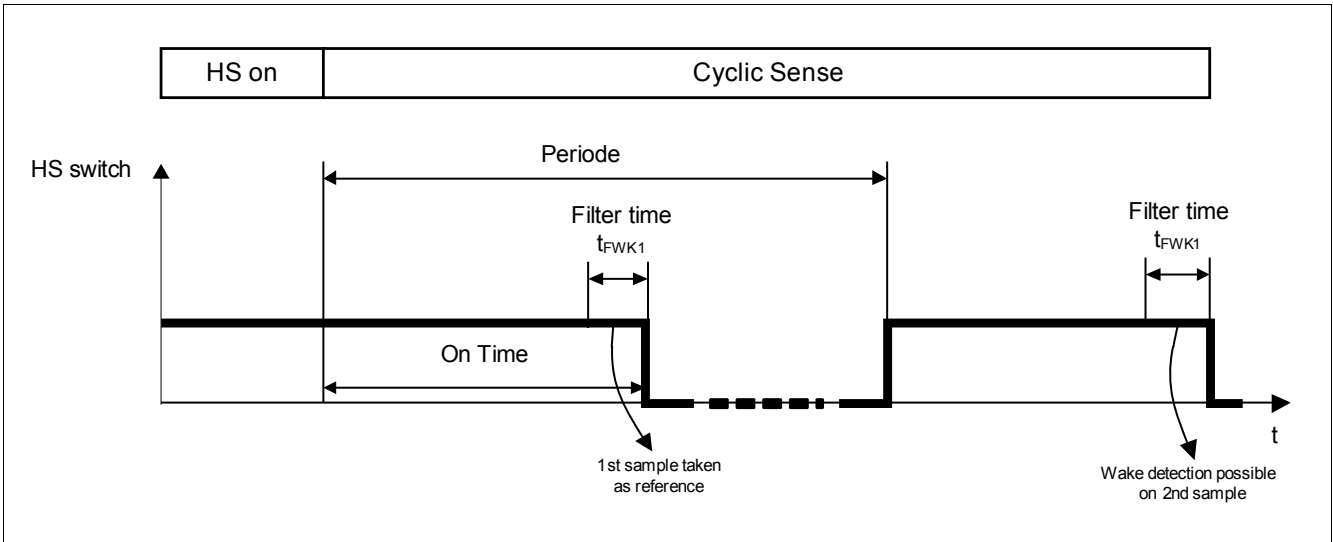 HS on
Cyclic Sense
HS switch
Periode
Filter time
tFWK1
Filter time
tFWK1
On Time
t
1st sample taken
as reference
Wake detection possible
on 2nd sample